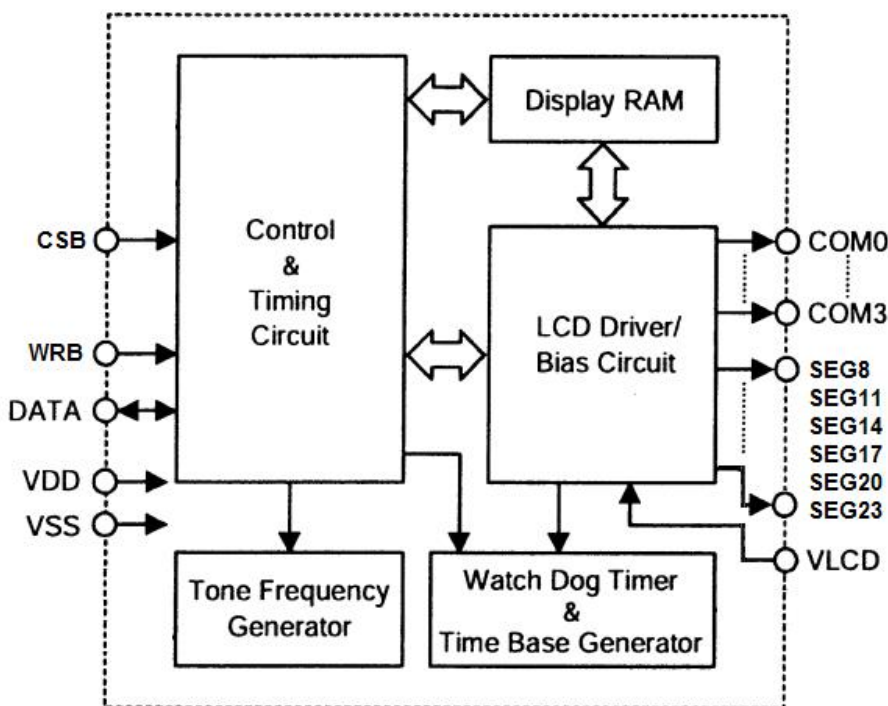 Display RAM
Control
&
Timing
Circuit
CSB
WRB
DATA
VDD
VSS
LCD Driver/
Bias Circuit
COM0
COM3
SEG8
SEG11
SEG14
SEG17
SEG20
SEG23
VLCD
Tone Frequency
Generator
Watch Dog Timer
&
Time Base Generator